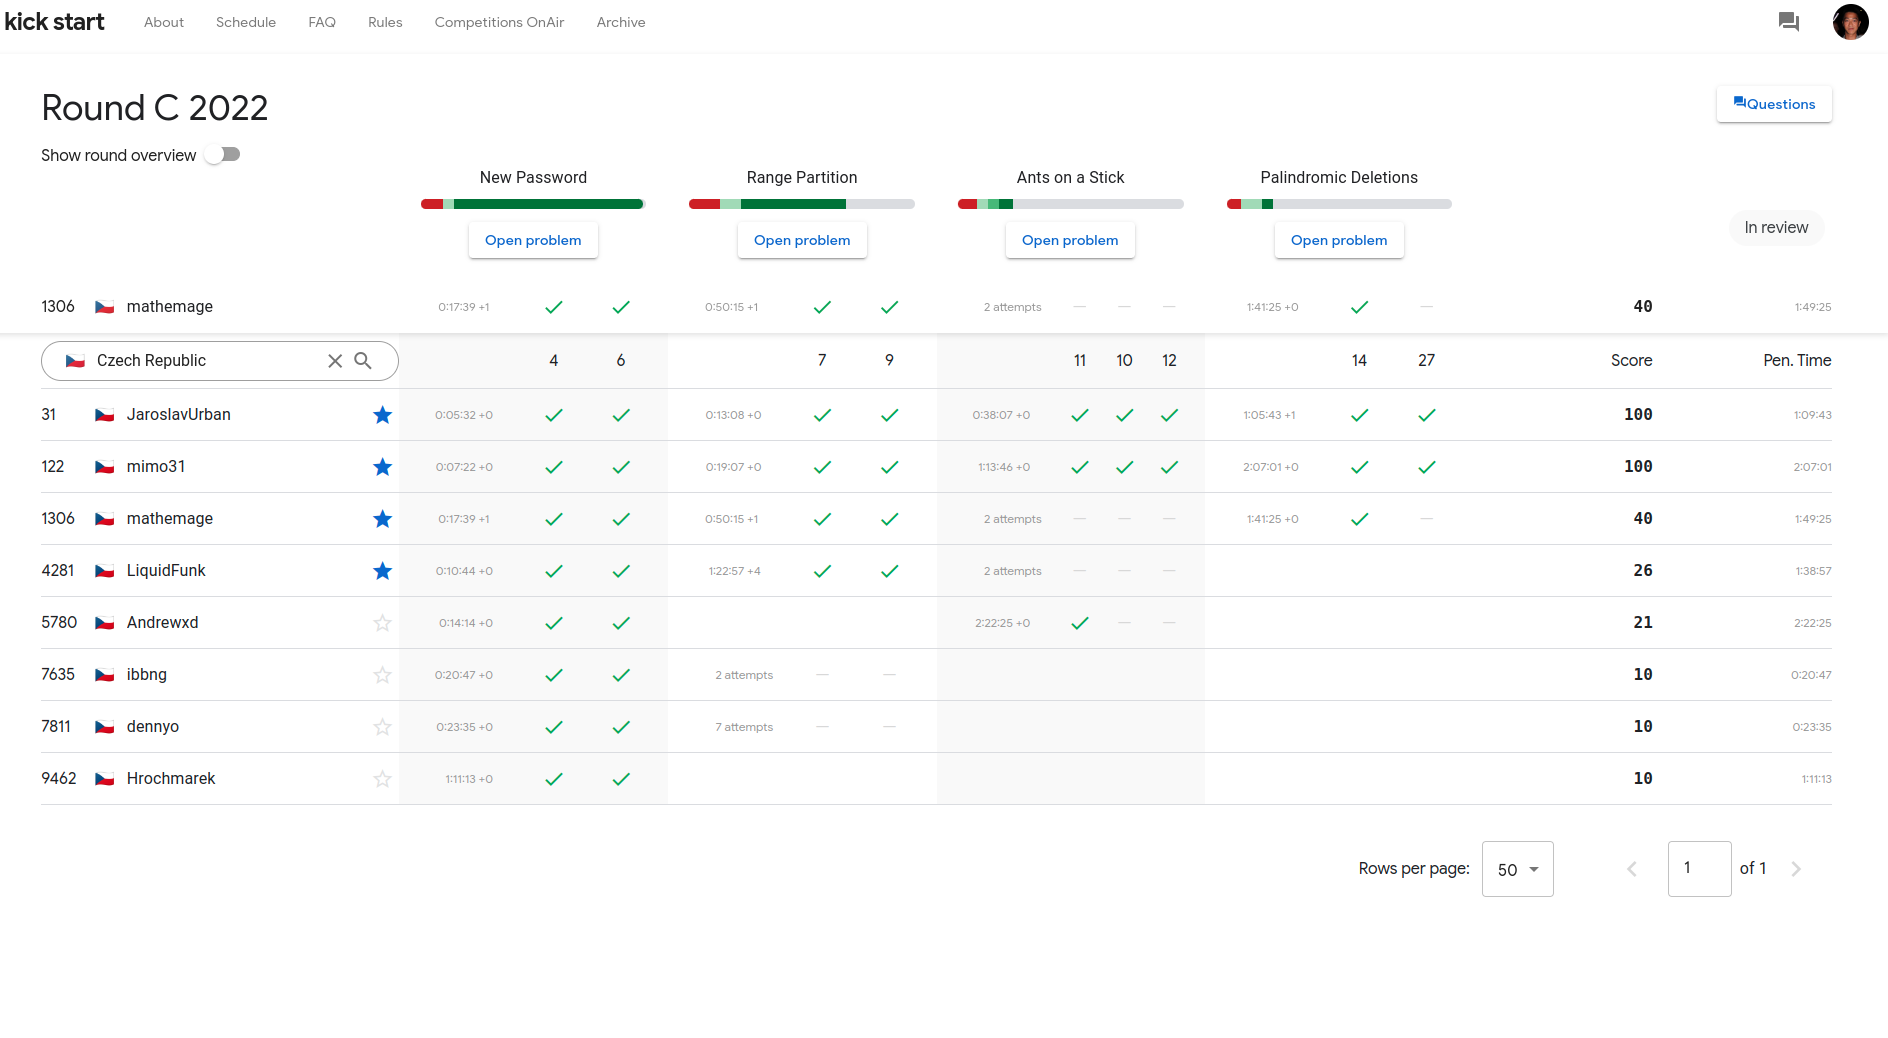 kick start About Schedule FAQ Rules Competitions OnAir Archive
Round C 2022
Questions
Show round overview
New Password Range Partition Ants on a Stick Palindromic Deletions
Open problem Open problem Open problem Open problem
In review
1306 mathemage 0:17:39 +1 0:50:15 +1 2 attempts — — — 1:41:25 +0 — 40 1:49:25
Czech Republic 4 6 7 9 11 10 12 14 27 Score Pen. Time
31 JaroslavUrban 0:05:32 +0 0:13:08 +0 0:38:07 +0 1:05:43 +1 100 1:09:43
122 mimo31 0:07:22 +0 0:19:07 +0 1:13:46 +0 2:07:01 +0 100 2:07:01
1306 mathemage 0:17:39 +1 0:50:15 +1 2 attempts — — — 1:41:25 +0 — 40 1:49:25
4281 LiquidFunk 0:10:44 +0 1:22:57 +4 2 attempts — — — 26 1:38:57
5780 Andrewxd 0:14:14 +0 2:22:25 +0 — — 21 2:22:25
7635 ibbng 0:20:47 +0 2 attempts — — 10 0:20:47
7811 dennyo 0:23:35 +0 7 attempts — — 10 0:23:35
9462 Hrochmarek 1:11:13 +0 10 1:11:13
Rows per page: 50 1 of 1